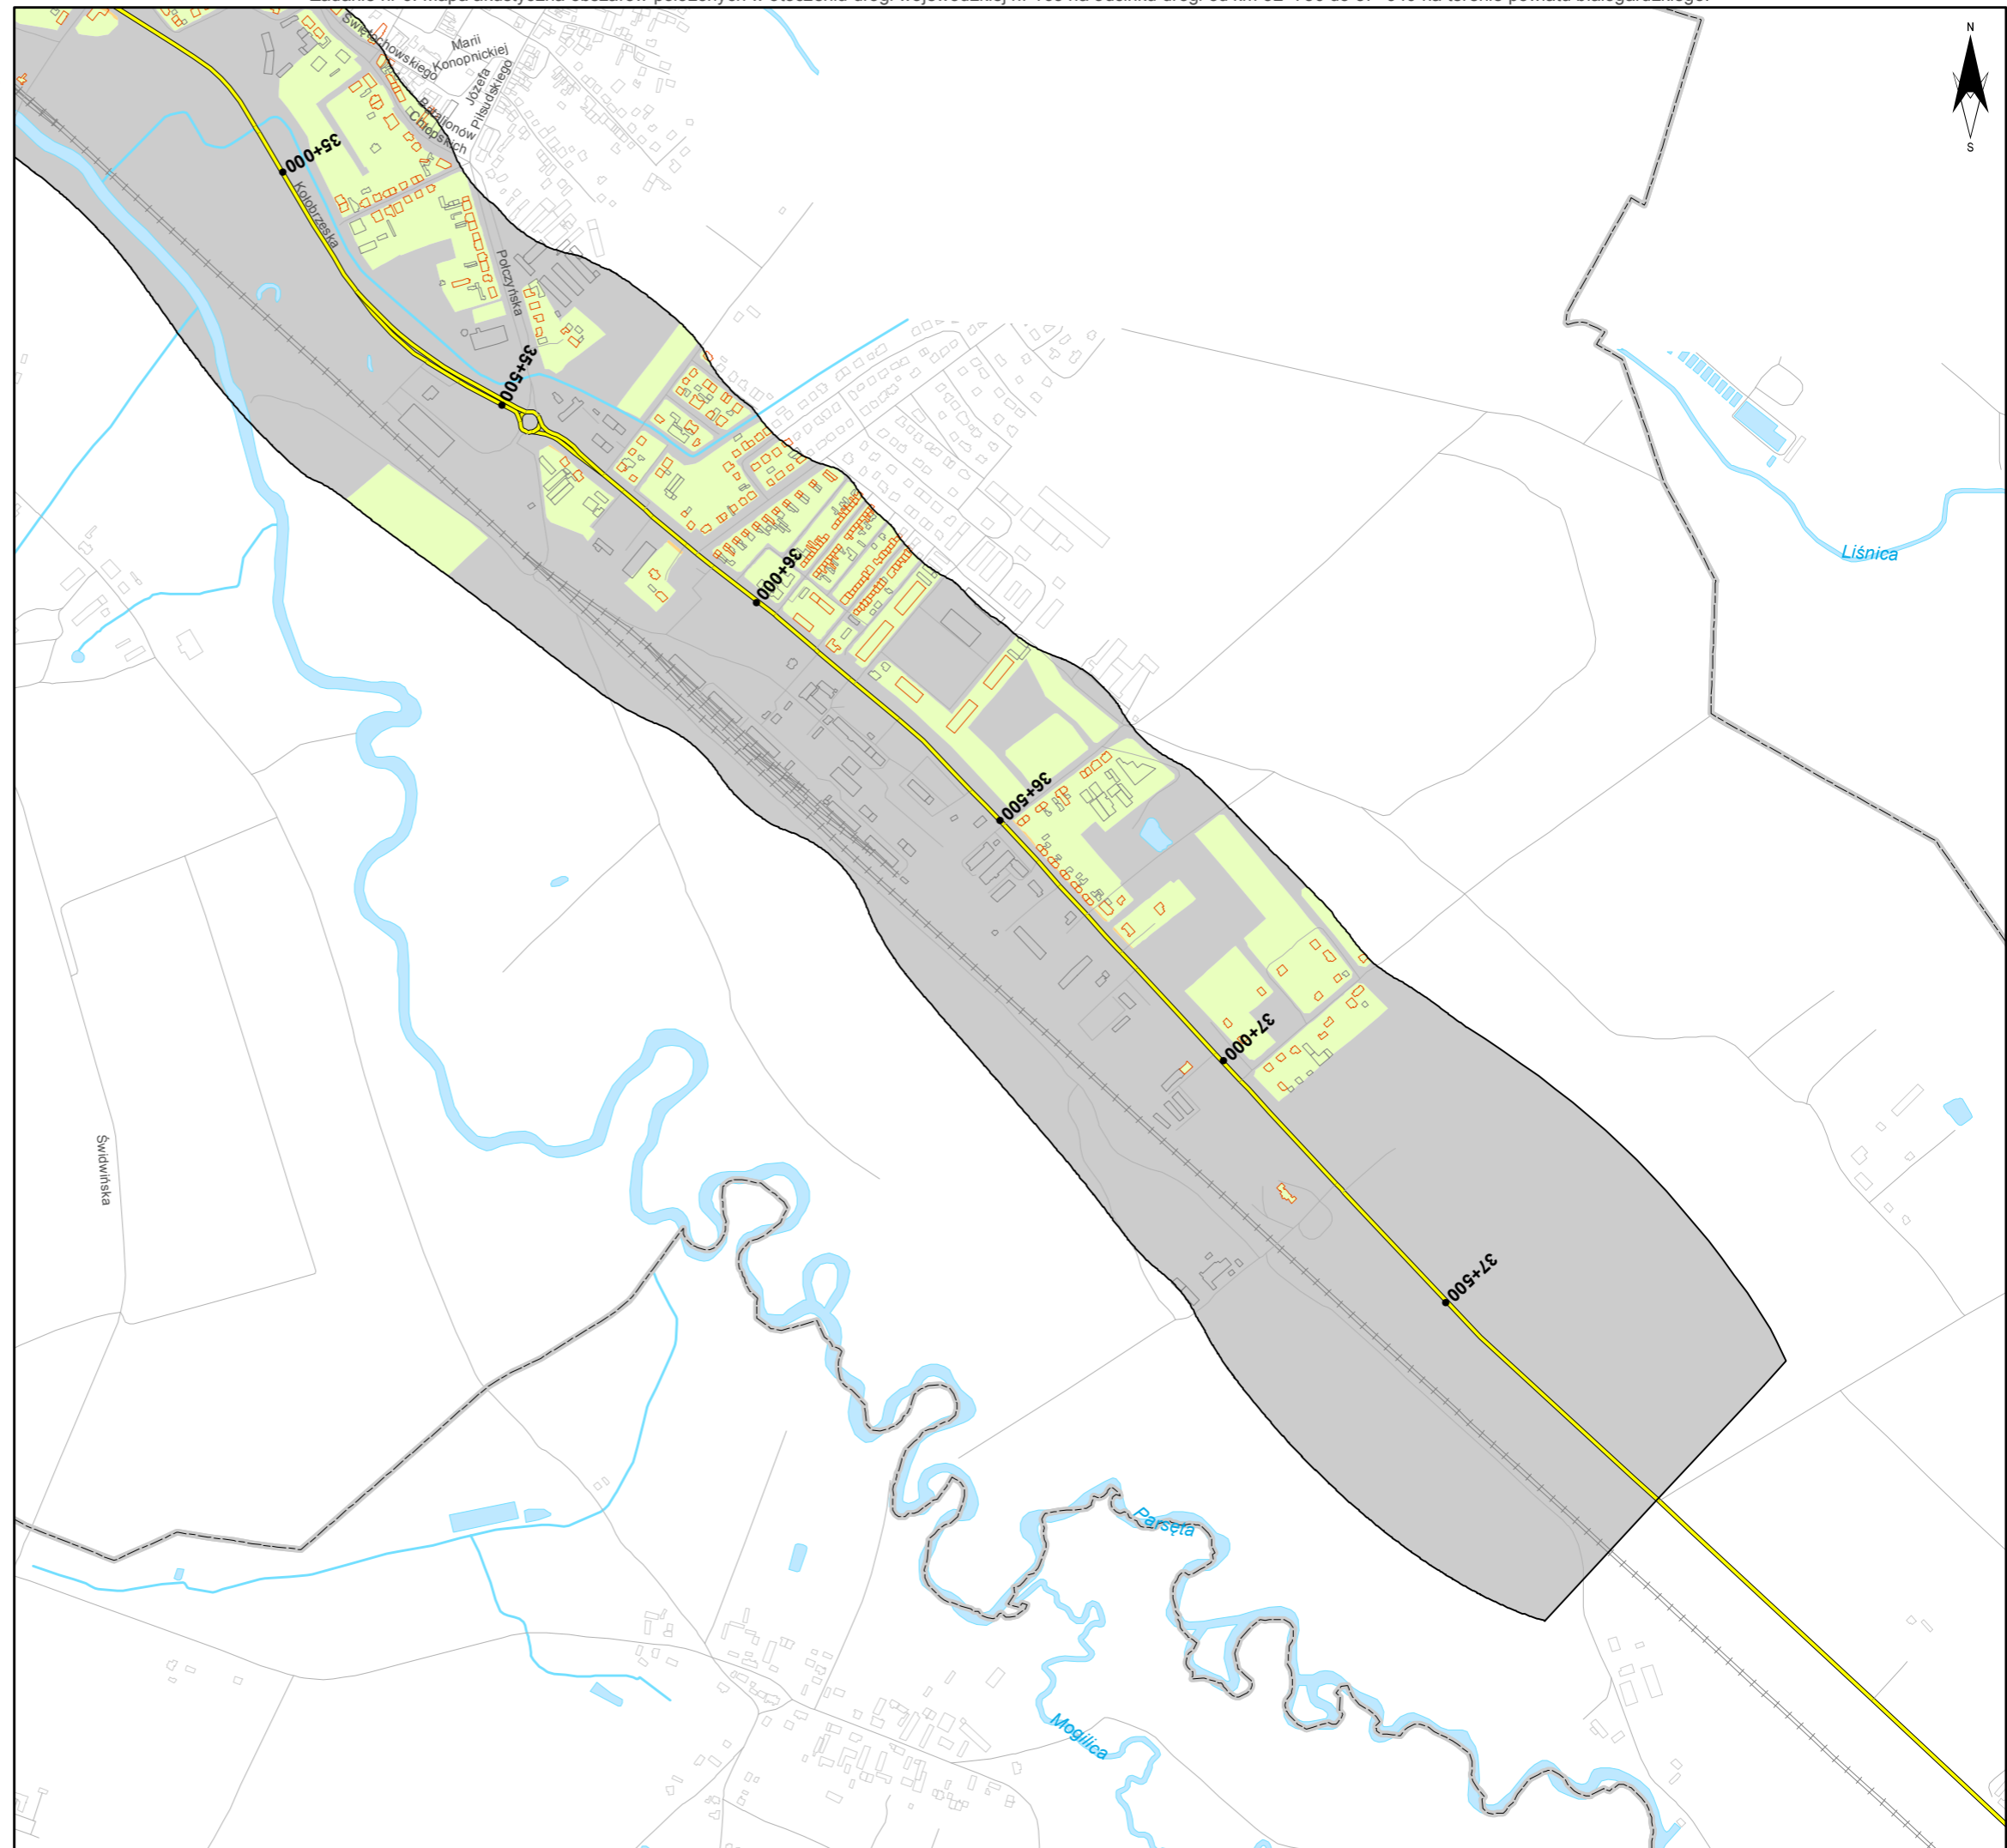 N
S
Świętochowskiego
Marii
Konopnickiej
Józefa
Piłsudskiego
Batalionów
Chłopskich
35+000
Kołobrzeska
Połczyńska
35+500
Liśnica
36+000
36+500
37+000
Świdwińska
37+500
Parsęta
Mogilica